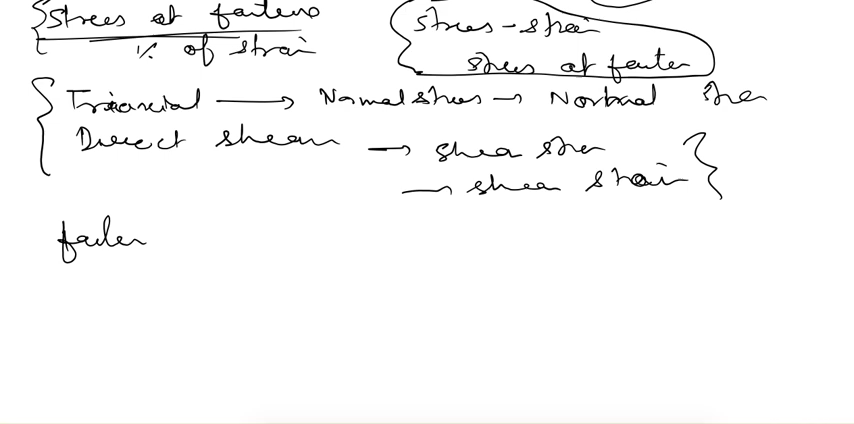 Stress at failure
% of strain
Stress-strain
stress at failure
Triaxial → Normal stress → Normal
Direct shear → shear stress
→ shear strain
failure